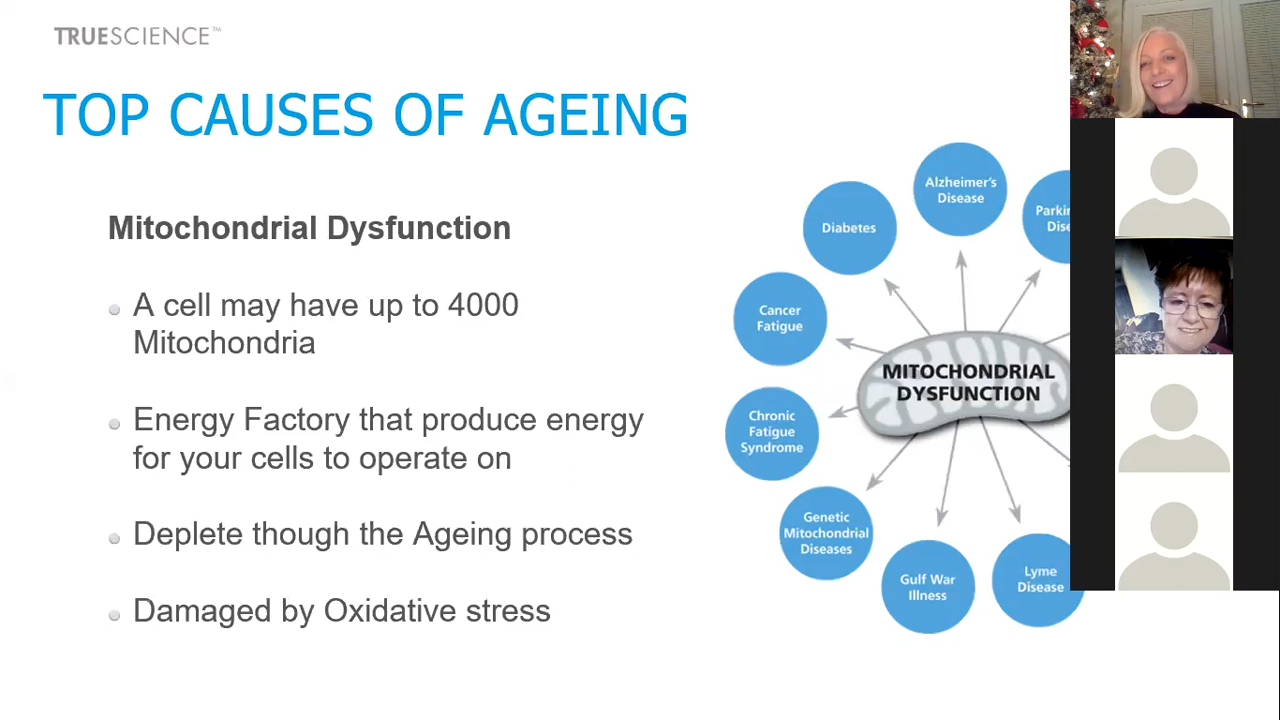 TRUESCIENCE™
TOP CAUSES OF AGEING
Mitochondrial Dysfunction
A cell may have up to 4000
Mitochondria
Energy Factory that produce energy
for your cells to operate on
Deplete though the Ageing process
Damaged by Oxidative stress
Alzheimer's
Disease
Diabetes
Cancer
Fatigue
Chronic
Fatigue
Syndrome
Genetic
Mitochondrial
Diseases
Gulf War
Illness
Lyme
Disease
MITOCHONDRIAL
DYSFUNCTION